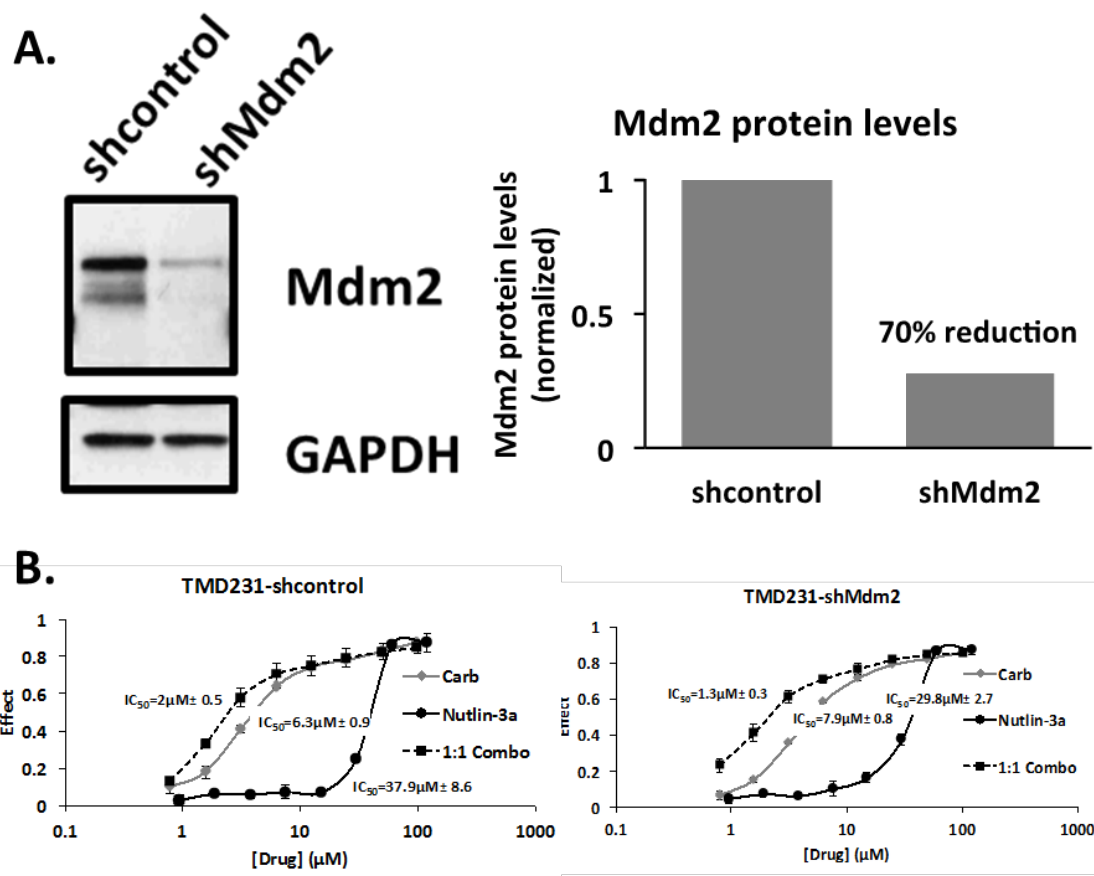 A.
shcontrol
shMdm2
Mdm2
GAPDH
Mdm2 protein levels
Mdm2 protein levels
(normalized)
1
0.5
0
70% reduction
shcontrol
shMdm2
B.
TMD231-shcontrol
Effect
1
0.8
0.6
0.4
0.2
0
IC50=2µM± 0.5
IC50=6.3µM± 0.9
IC50=37.9µM± 8.6
Carb
Nutlin-3a
1:1 Combo
0.1 1 10 100 1000
[Drug] (µM)
TMD231-shMdm2
1
0.8
0.6
0.4
0.2
0
IC50=1.3µM± 0.3
IC50=7.9µM± 0.8
IC50=29.8µM± 2.7
Carb
Nutlin-3a
1:1 Combo
0.1 1 10 100 1000
[Drug] (µM)